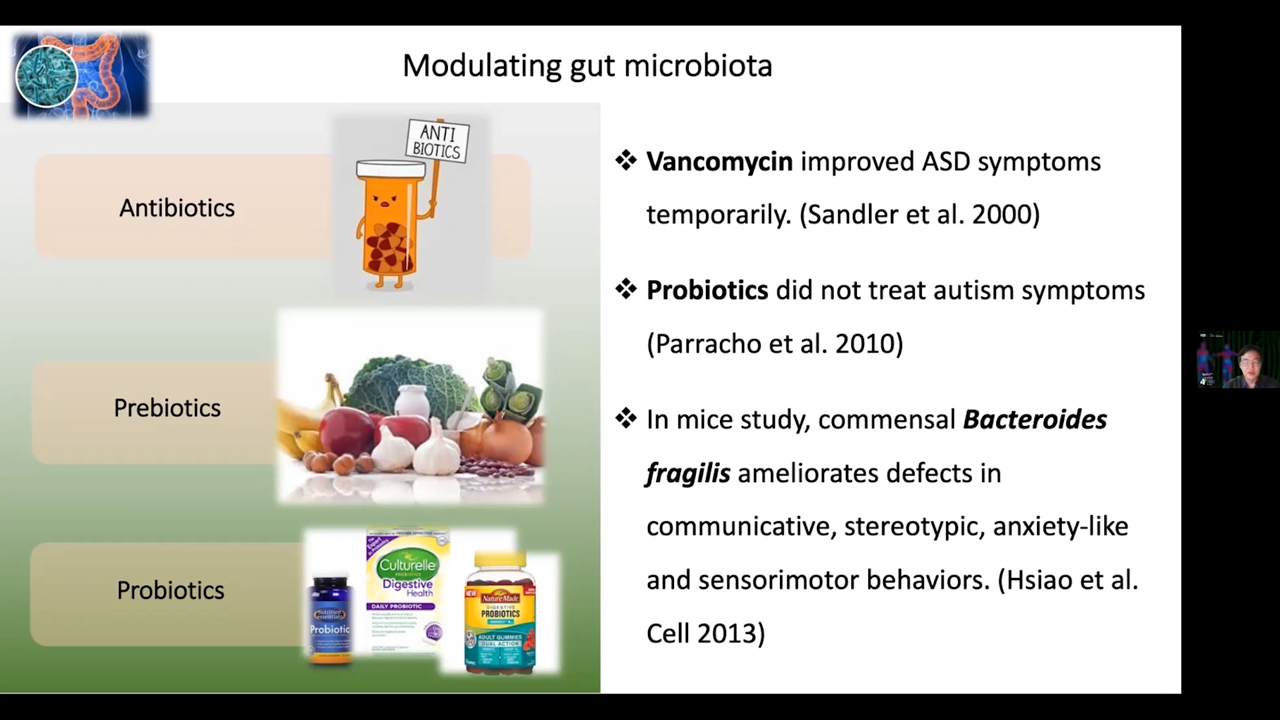 Modulating gut microbiota
Antibiotics
ANTI
BIOTICS
Prebiotics
Probiotics
Culturelle
PROBIOTICS
Digestive
Health
DAILY PROBIOTIC
Probiotic
NEW
Nature Made
DIGESTIVE
PROBIOTICS
ADULT GUMMIES
DUAL ACTION
❖ Vancomycin improved ASD symptoms
temporarily. (Sandler et al. 2000)
❖ Probiotics did not treat autism symptoms
(Parracho et al. 2010)
❖ In mice study, commensal Bacteroides
fragilis ameliorates defects in
communicative, stereotypic, anxiety-like
and sensorimotor behaviors. (Hsiao et al.
Cell 2013)